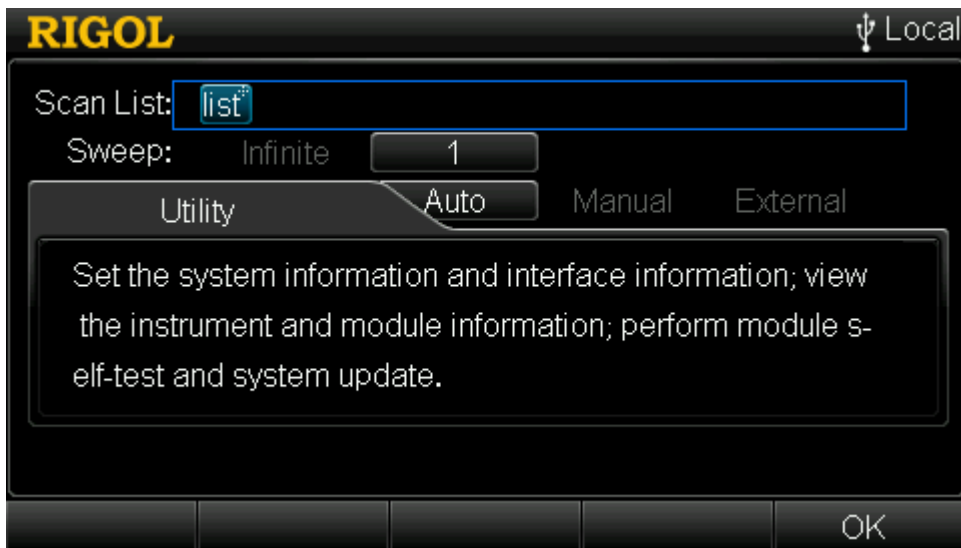 RIGOL Local
Scan List: list
Sweep: Infinite 1
Utility Auto Manual External
Set the system information and interface information; view
the instrument and module information; perform module s-
elf-test and system update.
OK